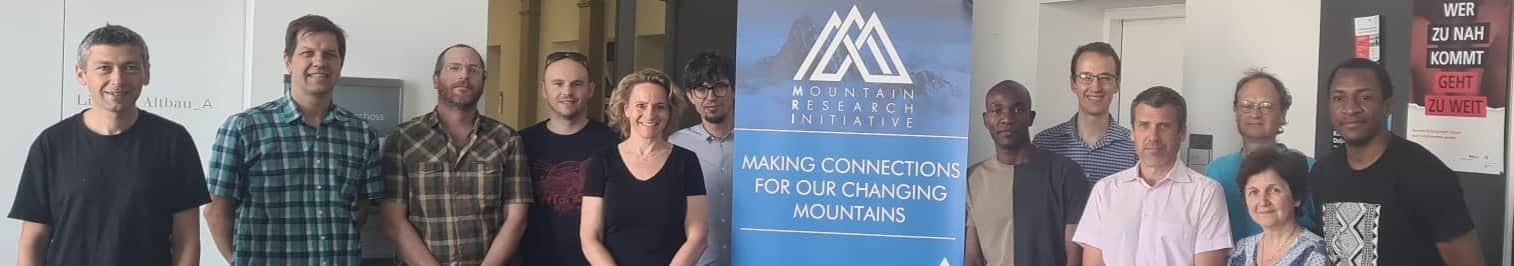 Altbau_A
MOUNTAIN
RESEARCH
INITIATIVE
MAKING CONNECTIONS
FOR OUR CHANGING
MOUNTAINS
WER
ZU NAH
KOMMT
GEHT
ZU WEIT